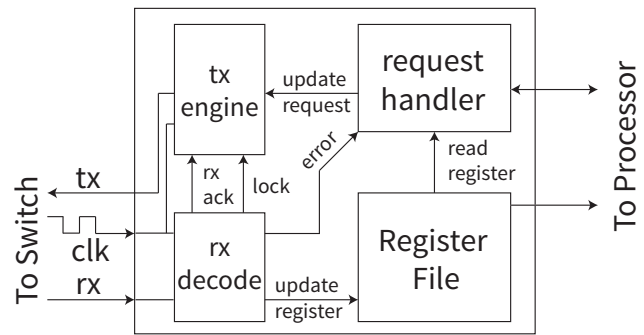 tx
engine
request
handler
update
request
error
read
register
rx
ack
lock
tx
clk
rx
To Switch
rx
decode
update
register
Register
File
To Processor